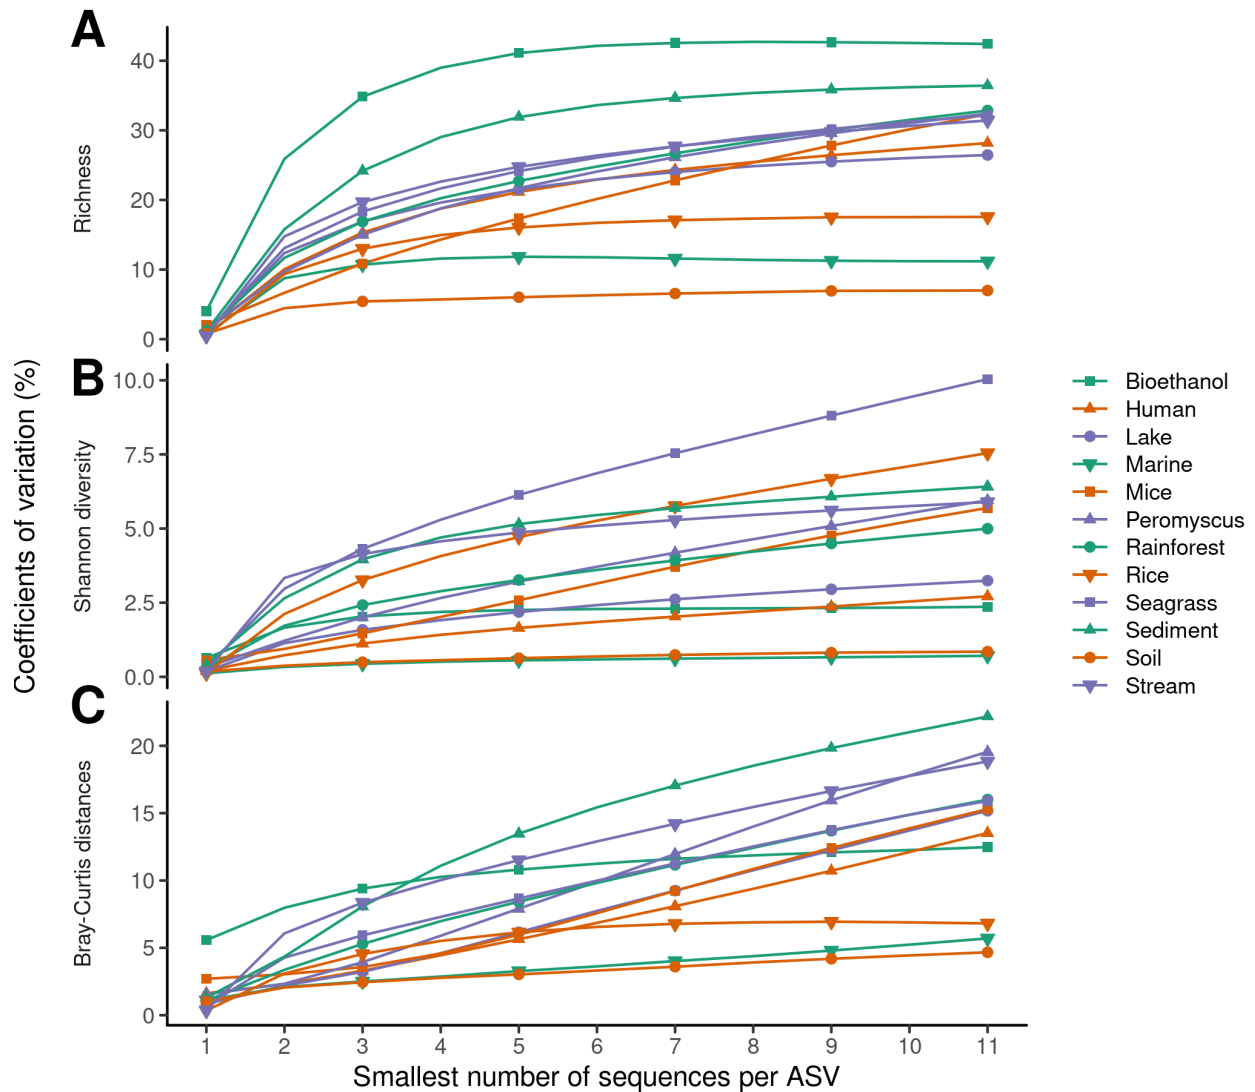 A
40
30
20
10
0
Richness
B
10.0
7.5
5.0
2.5
0.0
Shannon diversity
C
20
15
10
5
0
Bray-Curtis distances
Coefficients of variation (%)
1 2 3 4 5 6 7 8 9 10 11
Smallest number of sequences per ASV
Bioethanol
Human
Lake
Marine
Mice
Peromyscus
Rainforest
Rice
Seagrass
Sediment
Soil
Stream